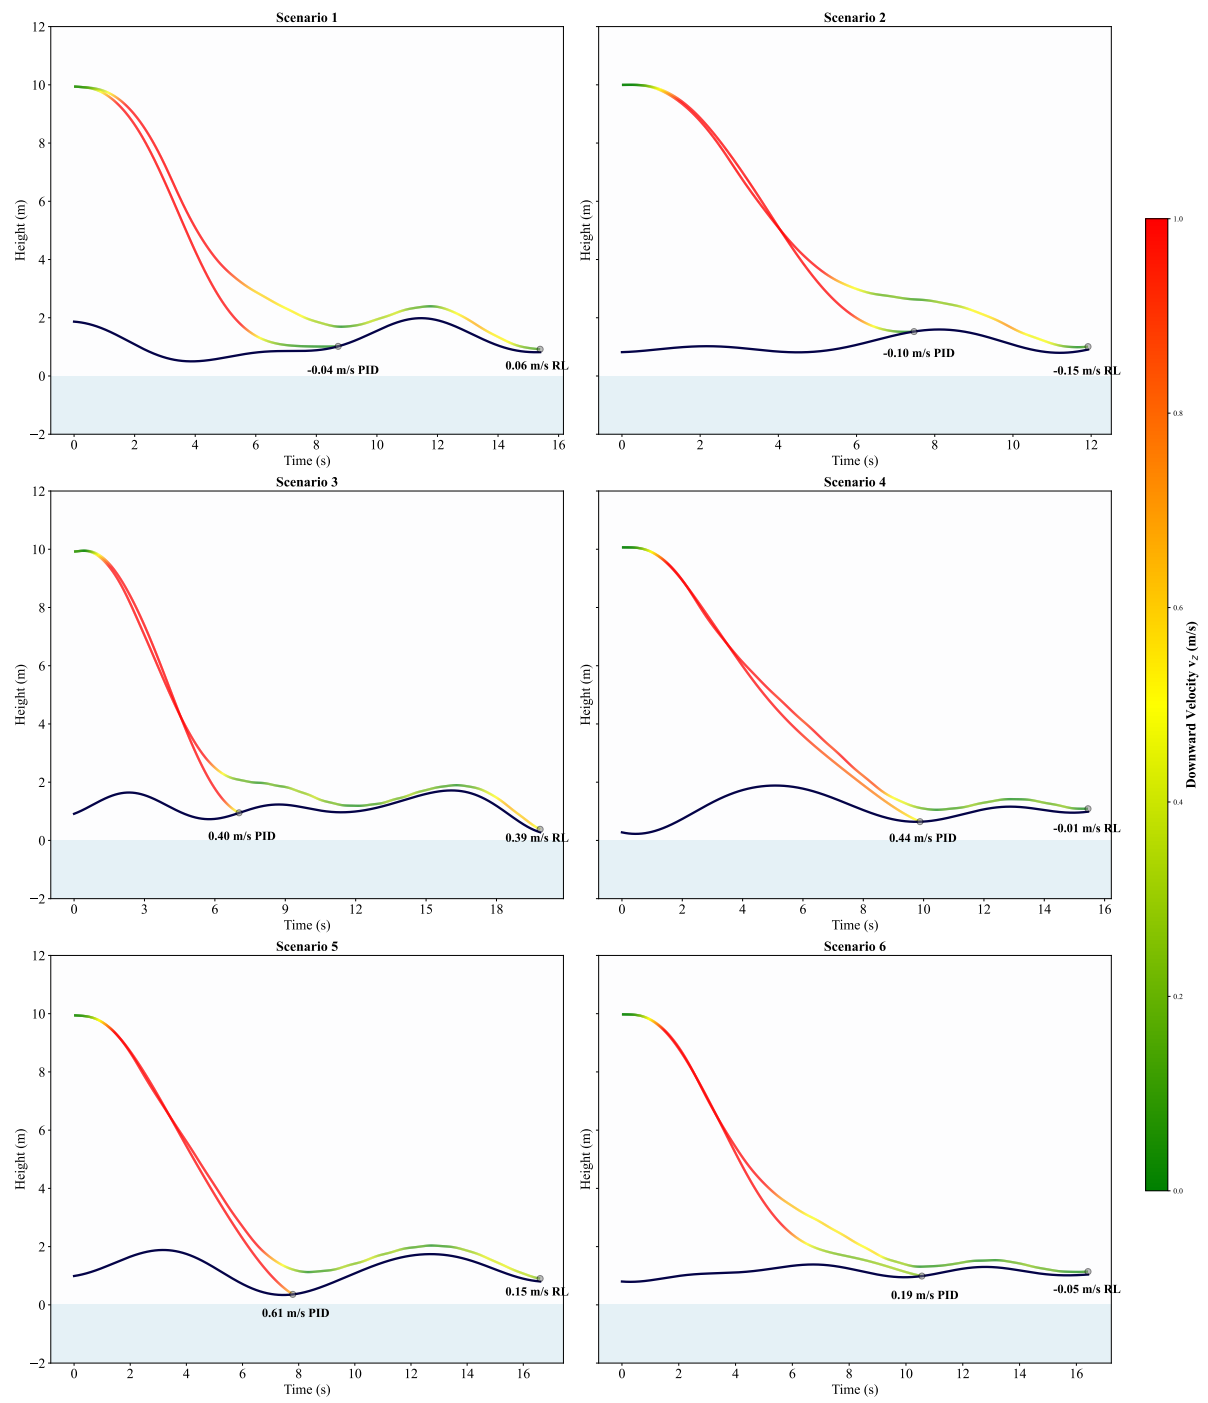 Scenario 1
12
10
8
6
4
2
0
−2
Height (m)
-0.04 m/s PID
0.06 m/s RL
0 2 4 6 8 10 12 14 16
Time (s)
Scenario 2
Height (m)
-0.10 m/s PID
-0.15 m/s RL
0 2 4 6 8 10 12
Time (s)
Scenario 3
12
10
8
6
4
2
0
−2
Height (m)
0.40 m/s PID
0.39 m/s RL
0 3 6 9 12 15 18
Time (s)
Scenario 4
Height (m)
0.44 m/s PID
-0.01 m/s RL
0 2 4 6 8 10 12 14 16
Time (s)
Scenario 5
12
10
8
6
4
2
0
−2
Height (m)
0.61 m/s PID
0.15 m/s RL
0 2 4 6 8 10 12 14 16
Time (s)
Scenario 6
Height (m)
0.19 m/s PID
-0.05 m/s RL
0 2 4 6 8 10 12 14 16
Time (s)
1.0
0.8
0.6
0.4
0.2
0.0
Downward Velocity v_z (m/s)